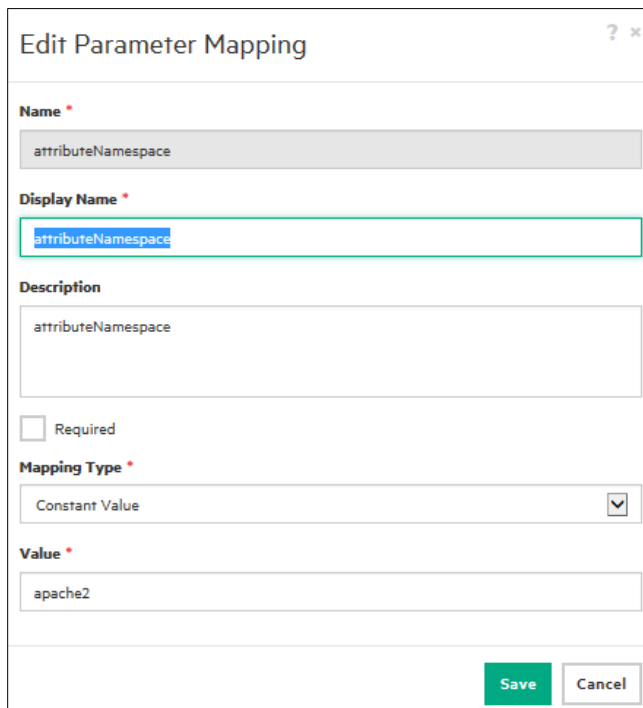 Edit Parameter Mapping
? ×
Name *
attributeNamespace
Display Name *
attributeNamespace
Description
attributeNamespace
Required
Mapping Type *
Constant Value
Value *
apache2
Save Cancel